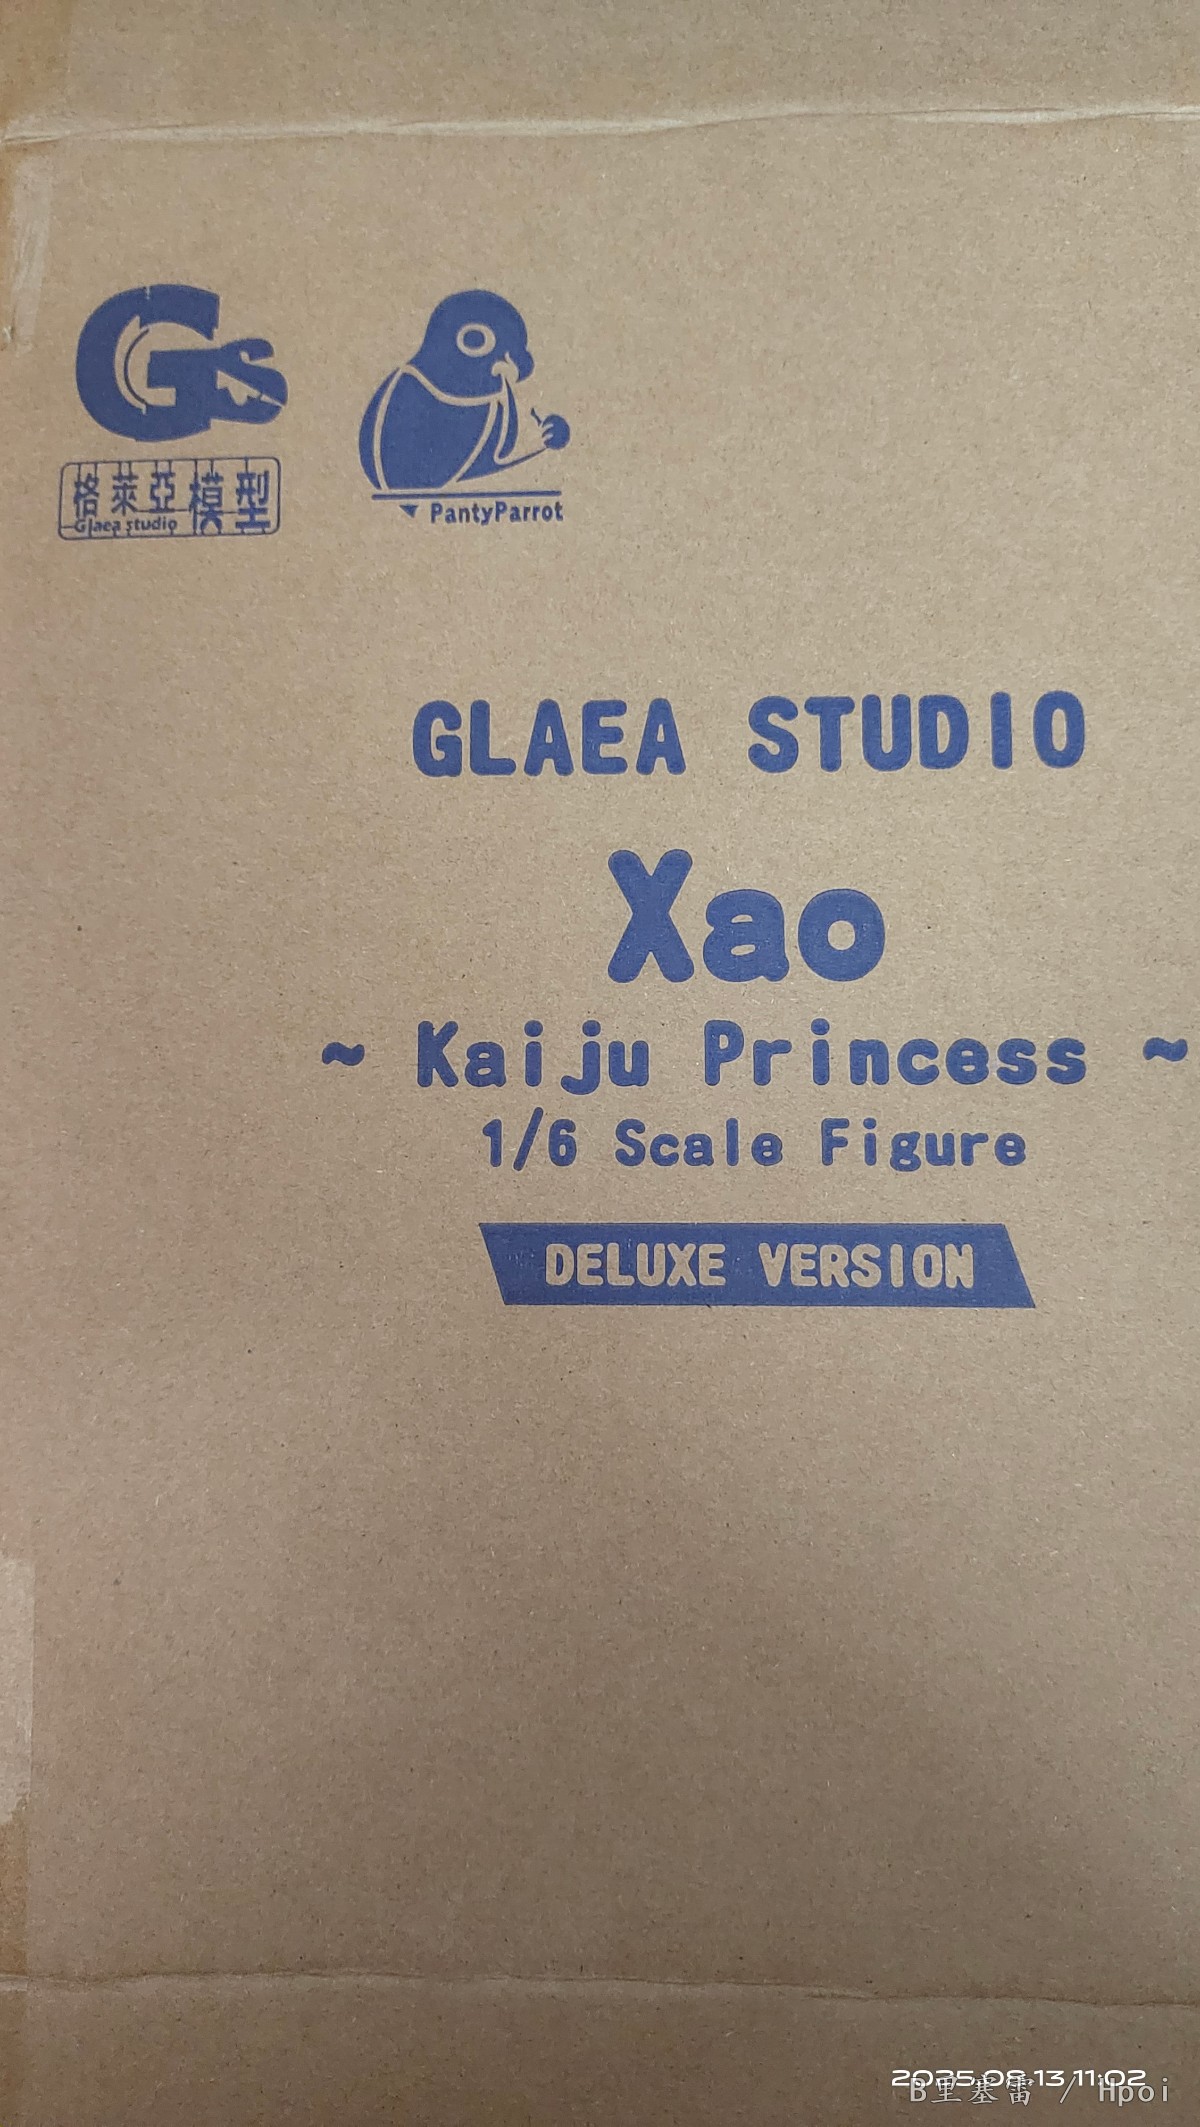 Gs
格萊亞模型
Glaea studio
PantyParrot
GLAEA STUDIO
Xao
~ Kaiju Princess ~
1/6 Scale Figure
DELUXE VERSION
2025.08.13 11:02
B里塞雷 / Hpoi